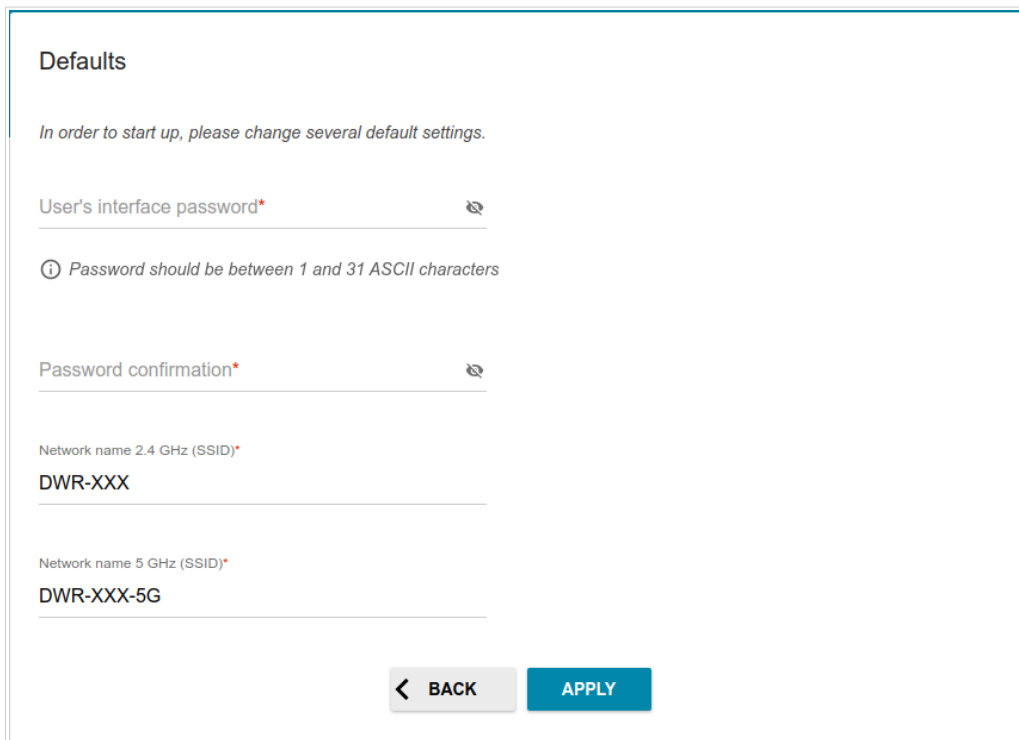 Defaults
In order to start up, please change several default settings.
User's interface password*
Password should be between 1 and 31 ASCII characters
Password confirmation*
Network name 2.4 GHz (SSID)*
DWR-XXX
Network name 5 GHz (SSID)*
DWR-XXX-5G
BACK APPLY